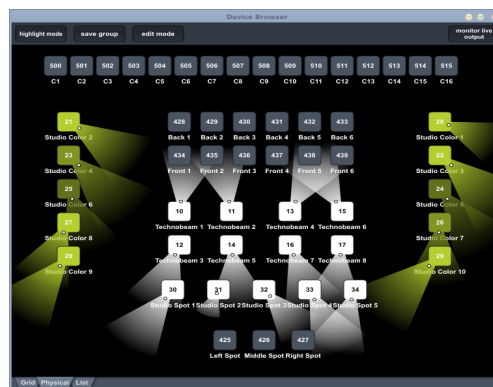 Device Browser
highlight mode save group edit mode monitor live output
500 501 502 503 504 505 506 507 508 509 510 511 512 513 514 515
C1 C2 C3 C4 C5 C6 C7 C8 C9 C10 C11 C12 C13 C14 C15 C16
21 428 429 430 431 432 433 20
Studio Color 2 Back 1 Back 2 Back 3 Back 4 Back 5 Back 6 Studio Color 1
23 434 435 436 437 438 439 22
Studio Color 4 Front 1 Front 2 Front 3 Front 4 Front 5 Front 6 Studio Color 3
25 24
Studio Color 6 Studio Color 5
10 11 13 15
27 Technobeam 1 Technobeam 2 Technobeam 4 Technobeam 6 26
Studio Color 8 Studio Color 7
28 12 14 16 17 29
Technobeam 3 Technobeam 5 Technobeam 7 Technobeam 8
Studio Color 9 Studio Color 10
30 31 32 33 34
Studio Spot 1 Studio Spot 2 Studio Spot 3 Studio Spot 4 Studio Spot 5
425 426 427
Left Spot Middle Spot Right Spot
Grid Physical List